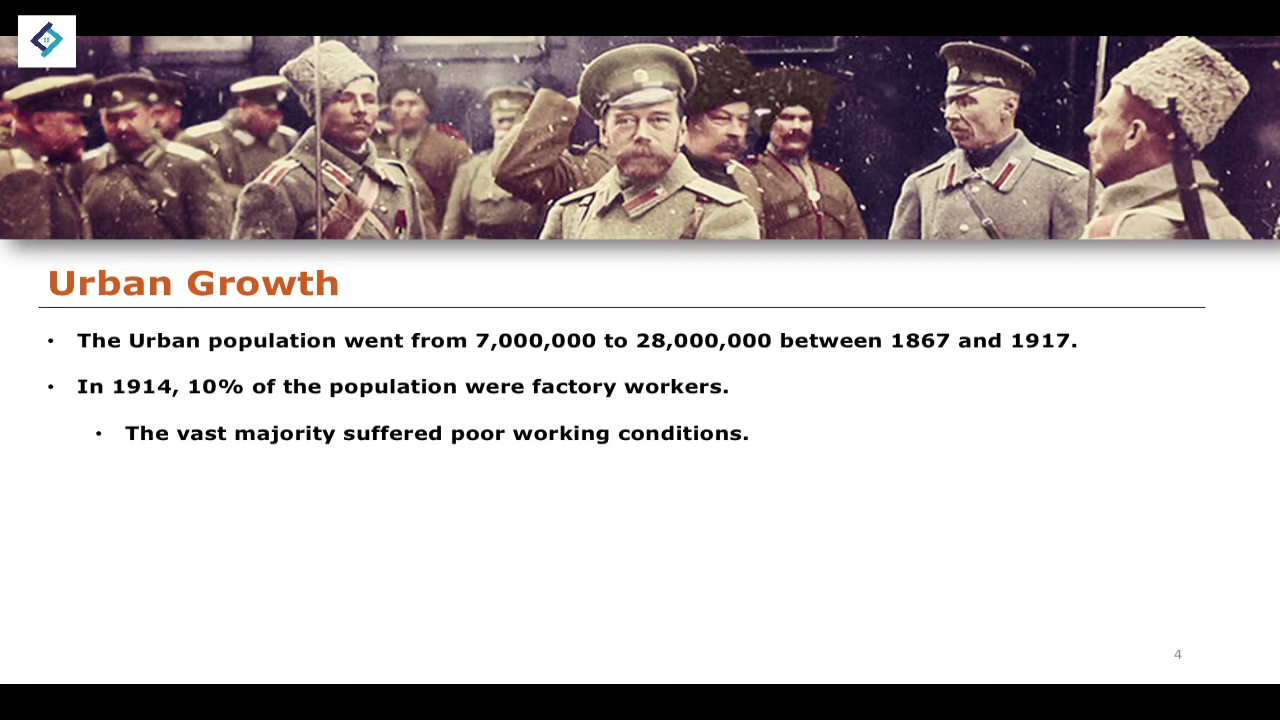 Urban Growth
• The Urban population went from 7,000,000 to 28,000,000 between 1867 and 1917.
• In 1914, 10% of the population were factory workers.
• The vast majority suffered poor working conditions.
4